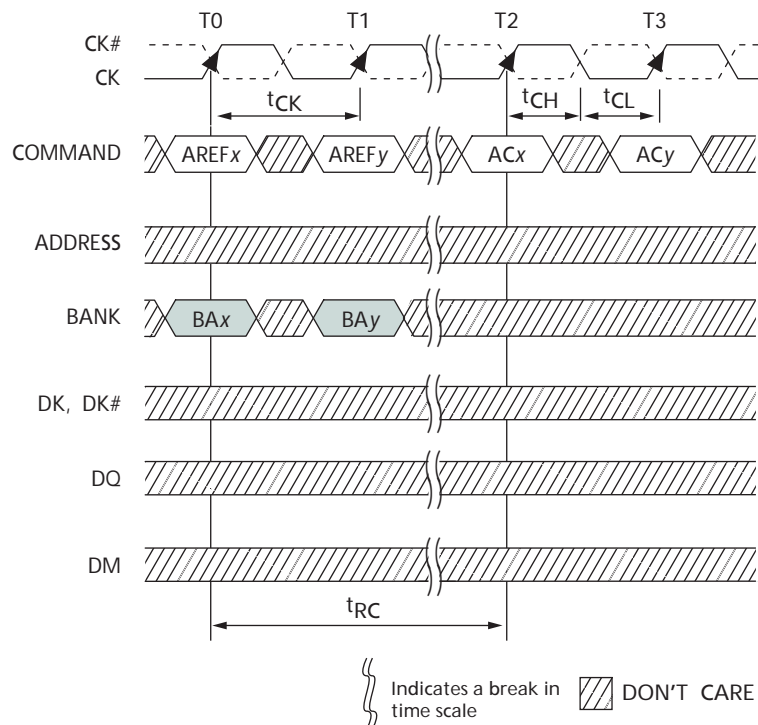 T0 T1 T2 T3
CK#
CK
tCK tCH tCL
COMMAND AREFx AREFy ACx ACy
ADDRESS
BANK BAx BAy
DK, DK#
DQ
DM
tRC
Indicates a break in
time scale
DON'T CARE